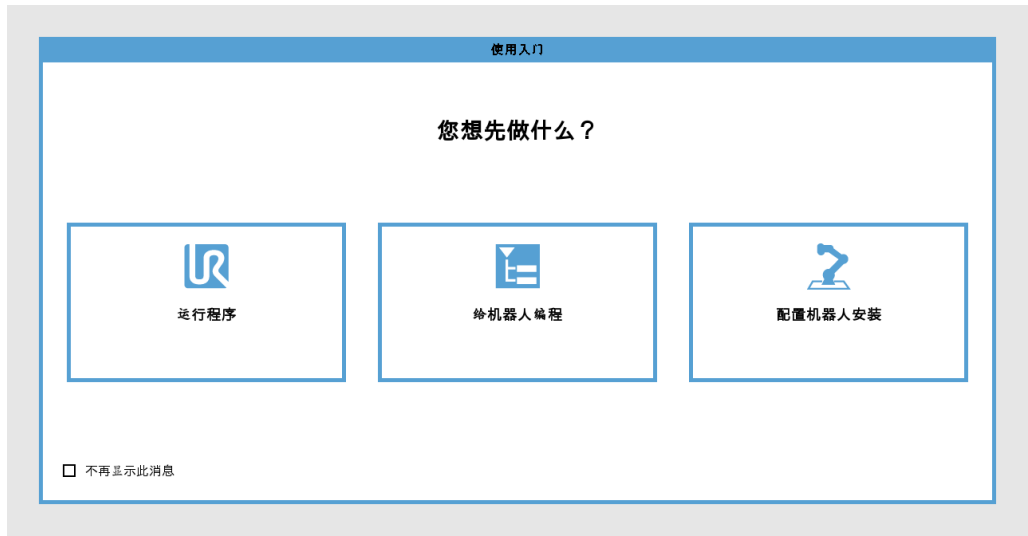 使用入门
您想先做什么？
运行程序
给机器人编程
配置机器人安装
不再显示此消息